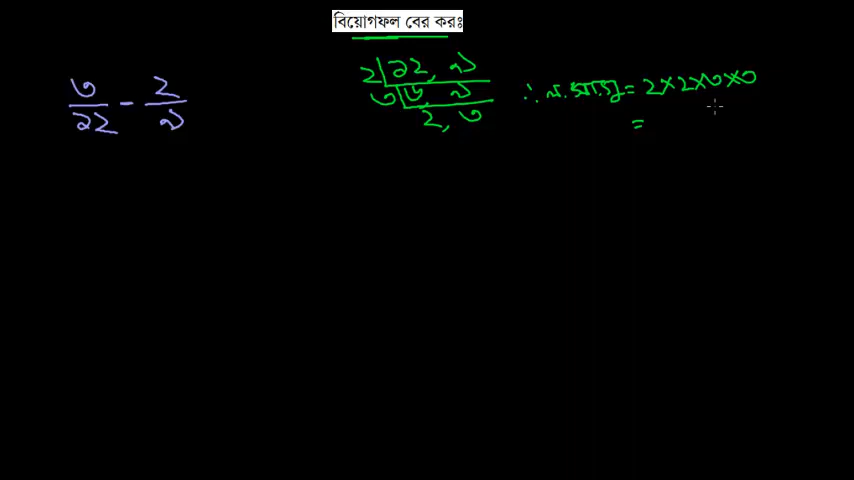 বিয়োগফল বের করঃ
৩/১২ - ২/৯
২ | ১২, ৯
৩ | ৬, ৯
২, ৩
∴ ল.সা.গু = ২×২×৩×৩
=